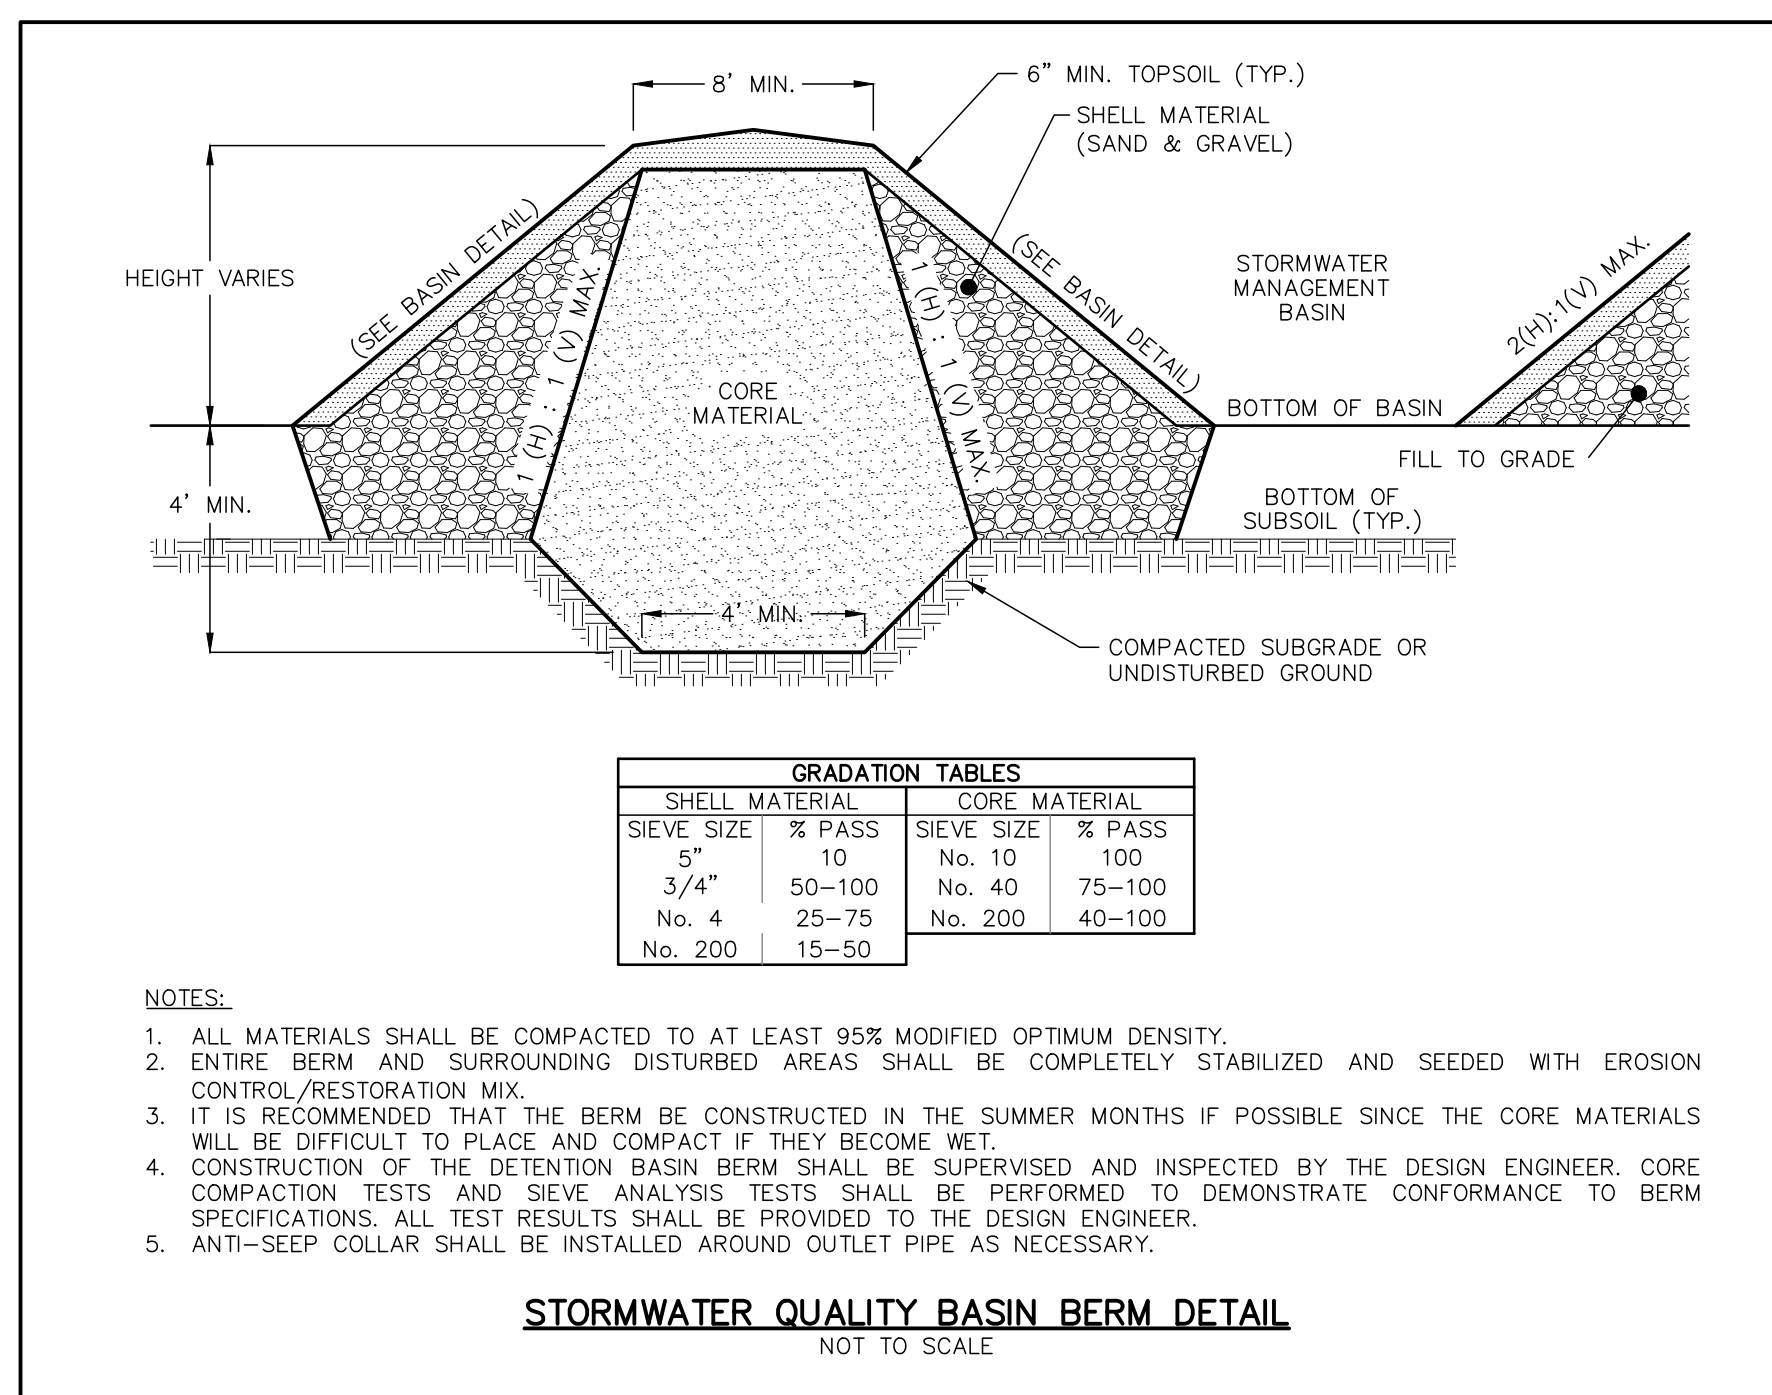 8' MIN.
6" MIN. TOPSOIL (TYP.)
SHELL MATERIAL
(SAND & GRAVEL)
HEIGHT VARIES
(SEE BASIN DETAIL)
1 (H) : 1 (V) MAX.
CORE
MATERIAL
1 (H) : 1 (V) MAX.
(SEE BASIN DETAIL)
STORMWATER
MANAGEMENT
BASIN
2(H):1(V) MAX.
BOTTOM OF BASIN
FILL TO GRADE
4' MIN.
BOTTOM OF
SUBSOIL (TYP.)
4' MIN.
COMPACTED SUBGRADE OR
UNDISTURBED GROUND
GRADATION TABLES
SHELL MATERIAL CORE MATERIAL
SIEVE SIZE % PASS SIEVE SIZE % PASS
5" 10 No. 10 100
3/4" 50-100 No. 40 75-100
No. 4 25-75 No. 200 40-100
No. 200 15-50
NOTES:
1. ALL MATERIALS SHALL BE COMPACTED TO AT LEAST 95% MODIFIED OPTIMUM DENSITY.
2. ENTIRE BERM AND SURROUNDING DISTURBED AREAS SHALL BE COMPLETELY STABILIZED AND SEEDED WITH EROSION
CONTROL/RESTORATION MIX.
3. IT IS RECOMMENDED THAT THE BERM BE CONSTRUCTED IN THE SUMMER MONTHS IF POSSIBLE SINCE THE CORE MATERIALS
WILL BE DIFFICULT TO PLACE AND COMPACT IF THEY BECOME WET.
4. CONSTRUCTION OF THE DETENTION BASIN BERM SHALL BE SUPERVISED AND INSPECTED BY THE DESIGN ENGINEER. CORE
COMPACTION TESTS AND SIEVE ANALYSIS TESTS SHALL BE PERFORMED TO DEMONSTRATE CONFORMANCE TO BERM
SPECIFICATIONS. ALL TEST RESULTS SHALL BE PROVIDED TO THE DESIGN ENGINEER.
5. ANTI-SEEP COLLAR SHALL BE INSTALLED AROUND OUTLET PIPE AS NECESSARY.
STORMWATER QUALITY BASIN BERM DETAIL
NOT TO SCALE